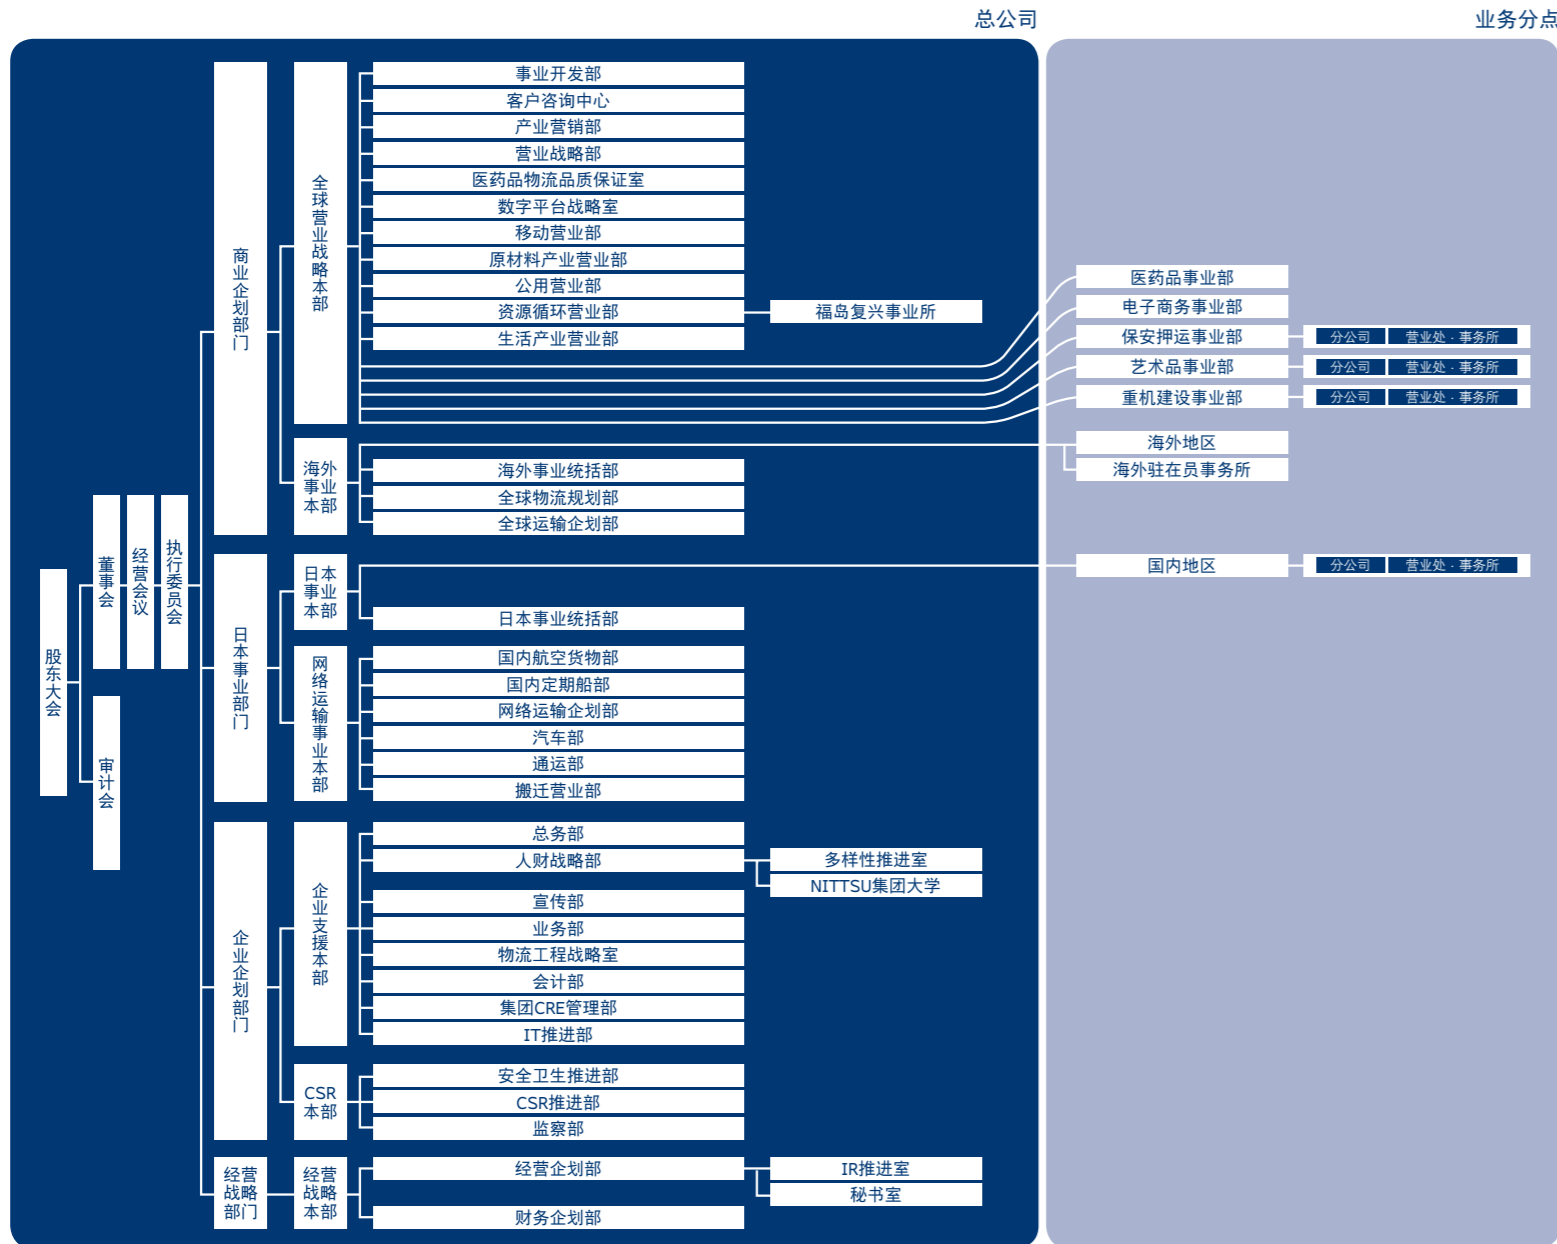 总公司
业务分点
股东大会
董事会
审计会
经营会议
执行委员会
商业企划部门
全球营业战略本部
事业开发部
客户咨询中心
产业营销部
营业战略部
医药品物流品质保证室
数字平台战略室
移动营业部
原材料产业营业部
公用营业部
资源循环营业部
福岛复兴事业所
生活产业营业部
医药品事业部
电子商务事业部
保安押运事业部
分公司
营业处·事务所
艺术品事业部
分公司
营业处·事务所
重机建设事业部
分公司
营业处·事务所
海外
事业
本部
海外地区
海外驻在员事务所
海外事业统括部
全球物流规划部
全球运输企划部
日本事业部门
日本
事业
本部
国内地区
分公司
营业处·事务所
日本事业统括部
网络运输事业本部
国内航空货物部
国内定期船部
网络运输企划部
汽车部
通运部
搬迁营业部
企业企划部门
企业支援本部
总务部
人财战略部
多样性推进室
NITTSU集团大学
宣传部
业务部
物流工程战略室
会计部
集团CRE管理部
IT推进部
CSR
本部
安全卫生推进部
CSR推进部
监察部
经营
战略
部门
经营
战略
本部
经营企划部
IR推进室
秘书室
财务企划部